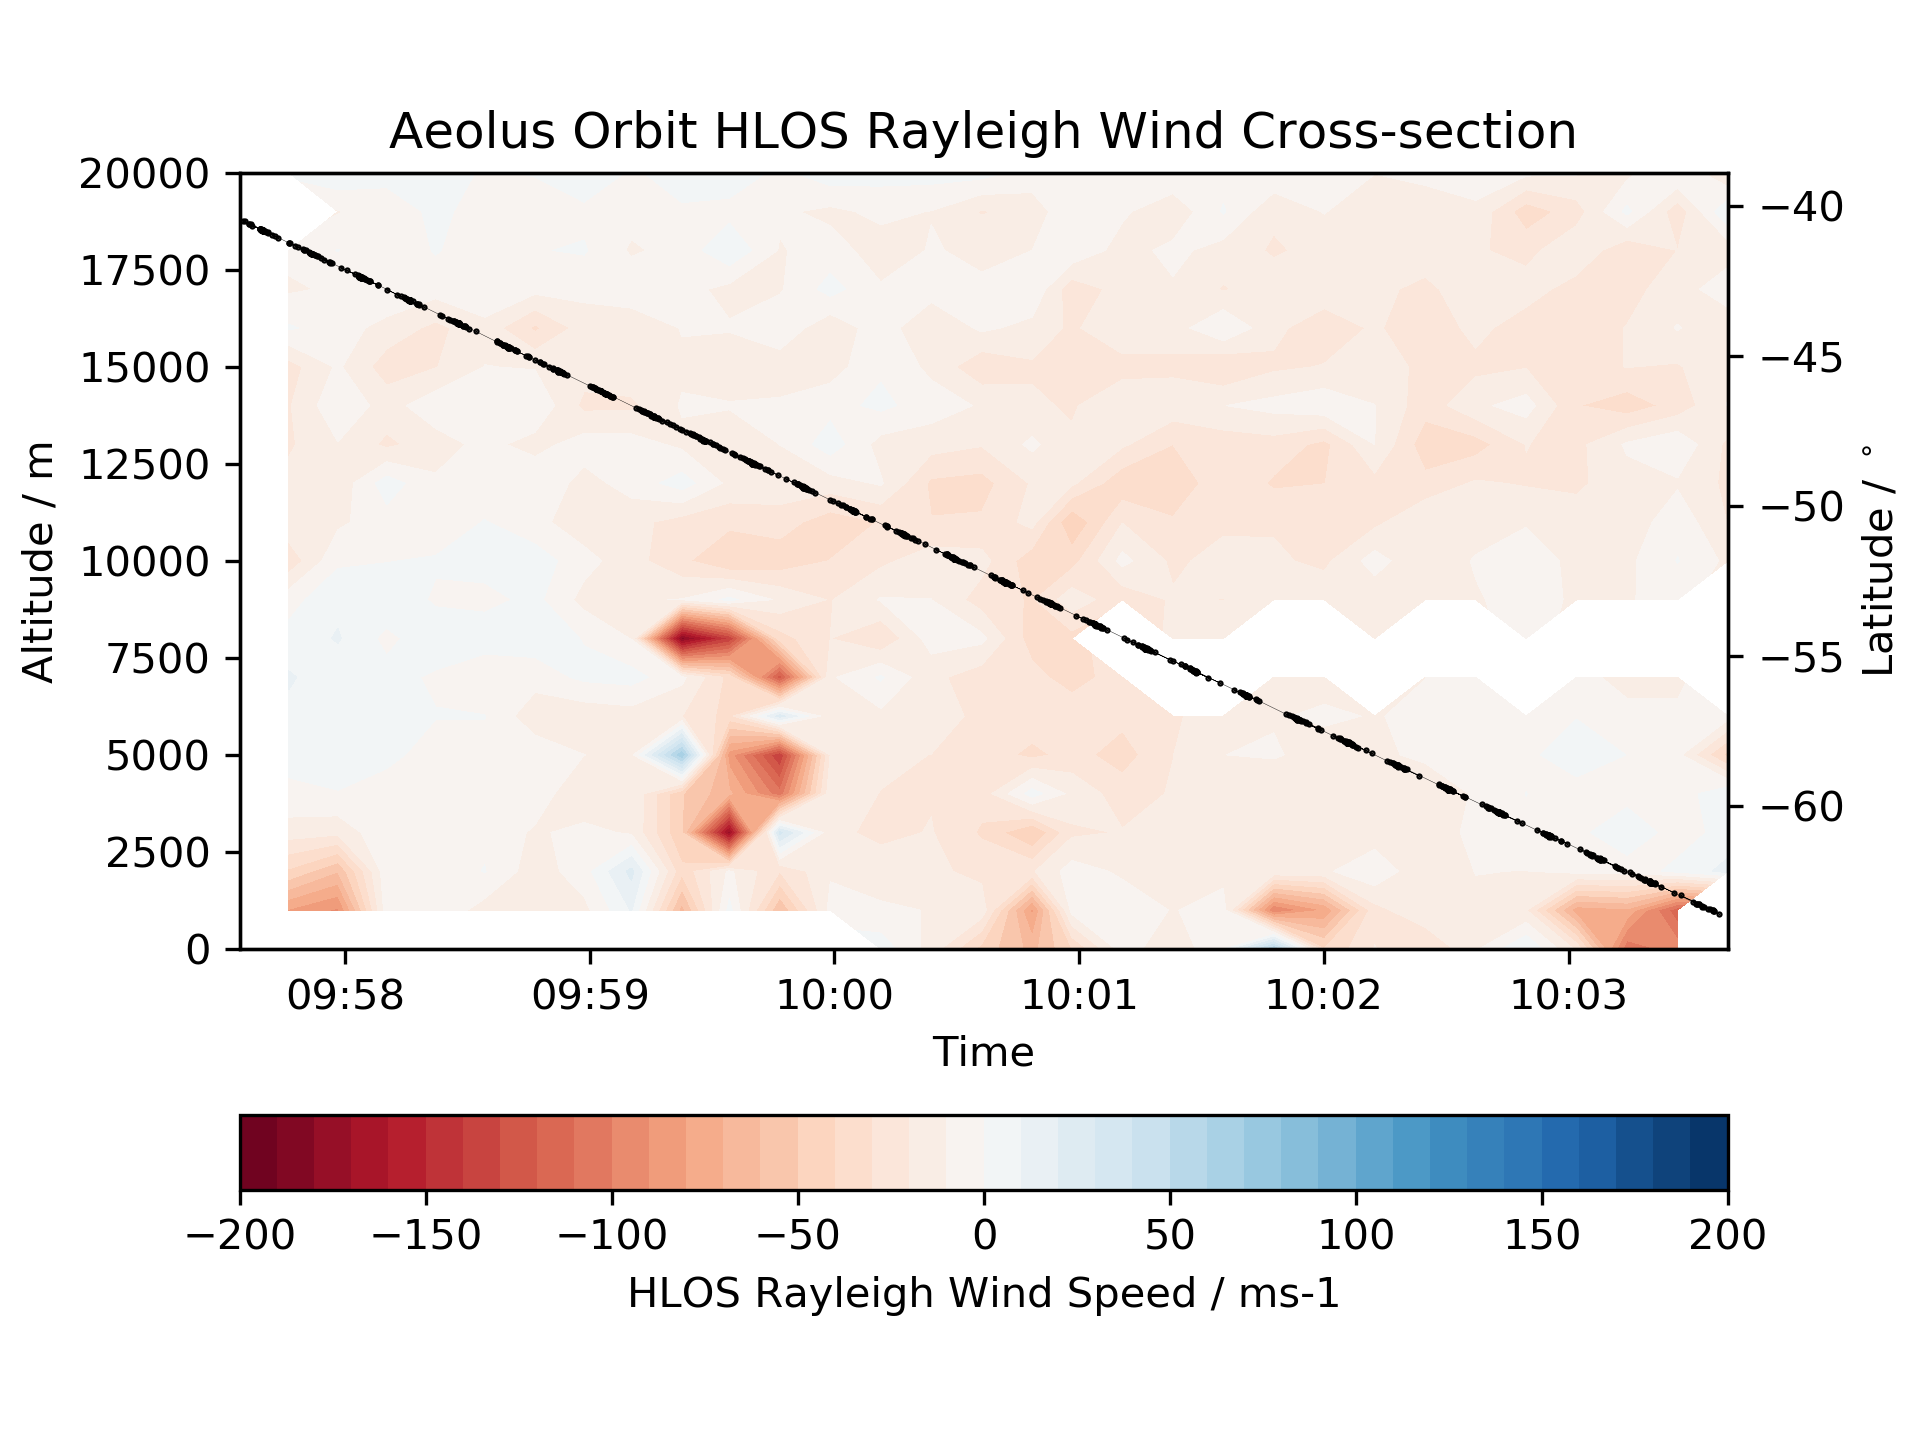 Aeolus Orbit HLOS Rayleigh Wind Cross-section
20000
17500
15000
12500
10000
7500
5000
2500
0
Altitude / m
−40
−45
−50
−55
−60
Latitude / °
09:58 09:59 10:00 10:01 10:02 10:03
Time
−200 −150 −100 −50 0 50 100 150 200
HLOS Rayleigh Wind Speed / ms-1